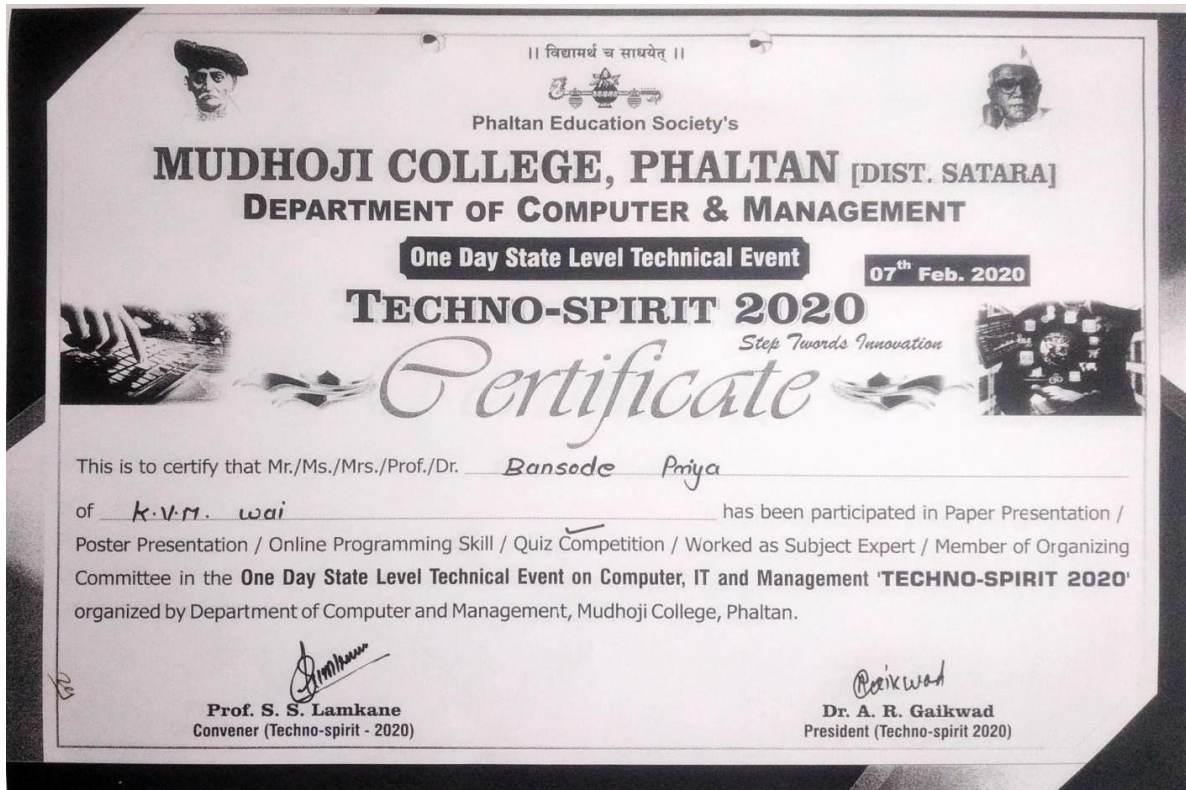 || विद्यामर्थं च साधयेत् ||
Phaltan Education Society's
MUDHOJI COLLEGE, PHALTAN [DIST. SATARA]
DEPARTMENT OF COMPUTER & MANAGEMENT
One Day State Level Technical Event
07th Feb. 2020
TECHNO-SPIRIT 2020
Step Twords Innovation
Certificate
This is to certify that Mr./Ms./Mrs./Prof./Dr. Bansode Priya
of K.V.M. wai has been participated in Paper Presentation /
Poster Presentation / Online Programming Skill / Quiz Competition / Worked as Subject Expert / Member of Organizing
Committee in the One Day State Level Technical Event on Computer, IT and Management 'TECHNO-SPIRIT 2020'
organized by Department of Computer and Management, Mudhoji College, Phaltan.
Gaikwad
Prof. S. S. Lamkane Dr. A. R. Gaikwad
Convener (Techno-spirit - 2020) President (Techno-spirit 2020)